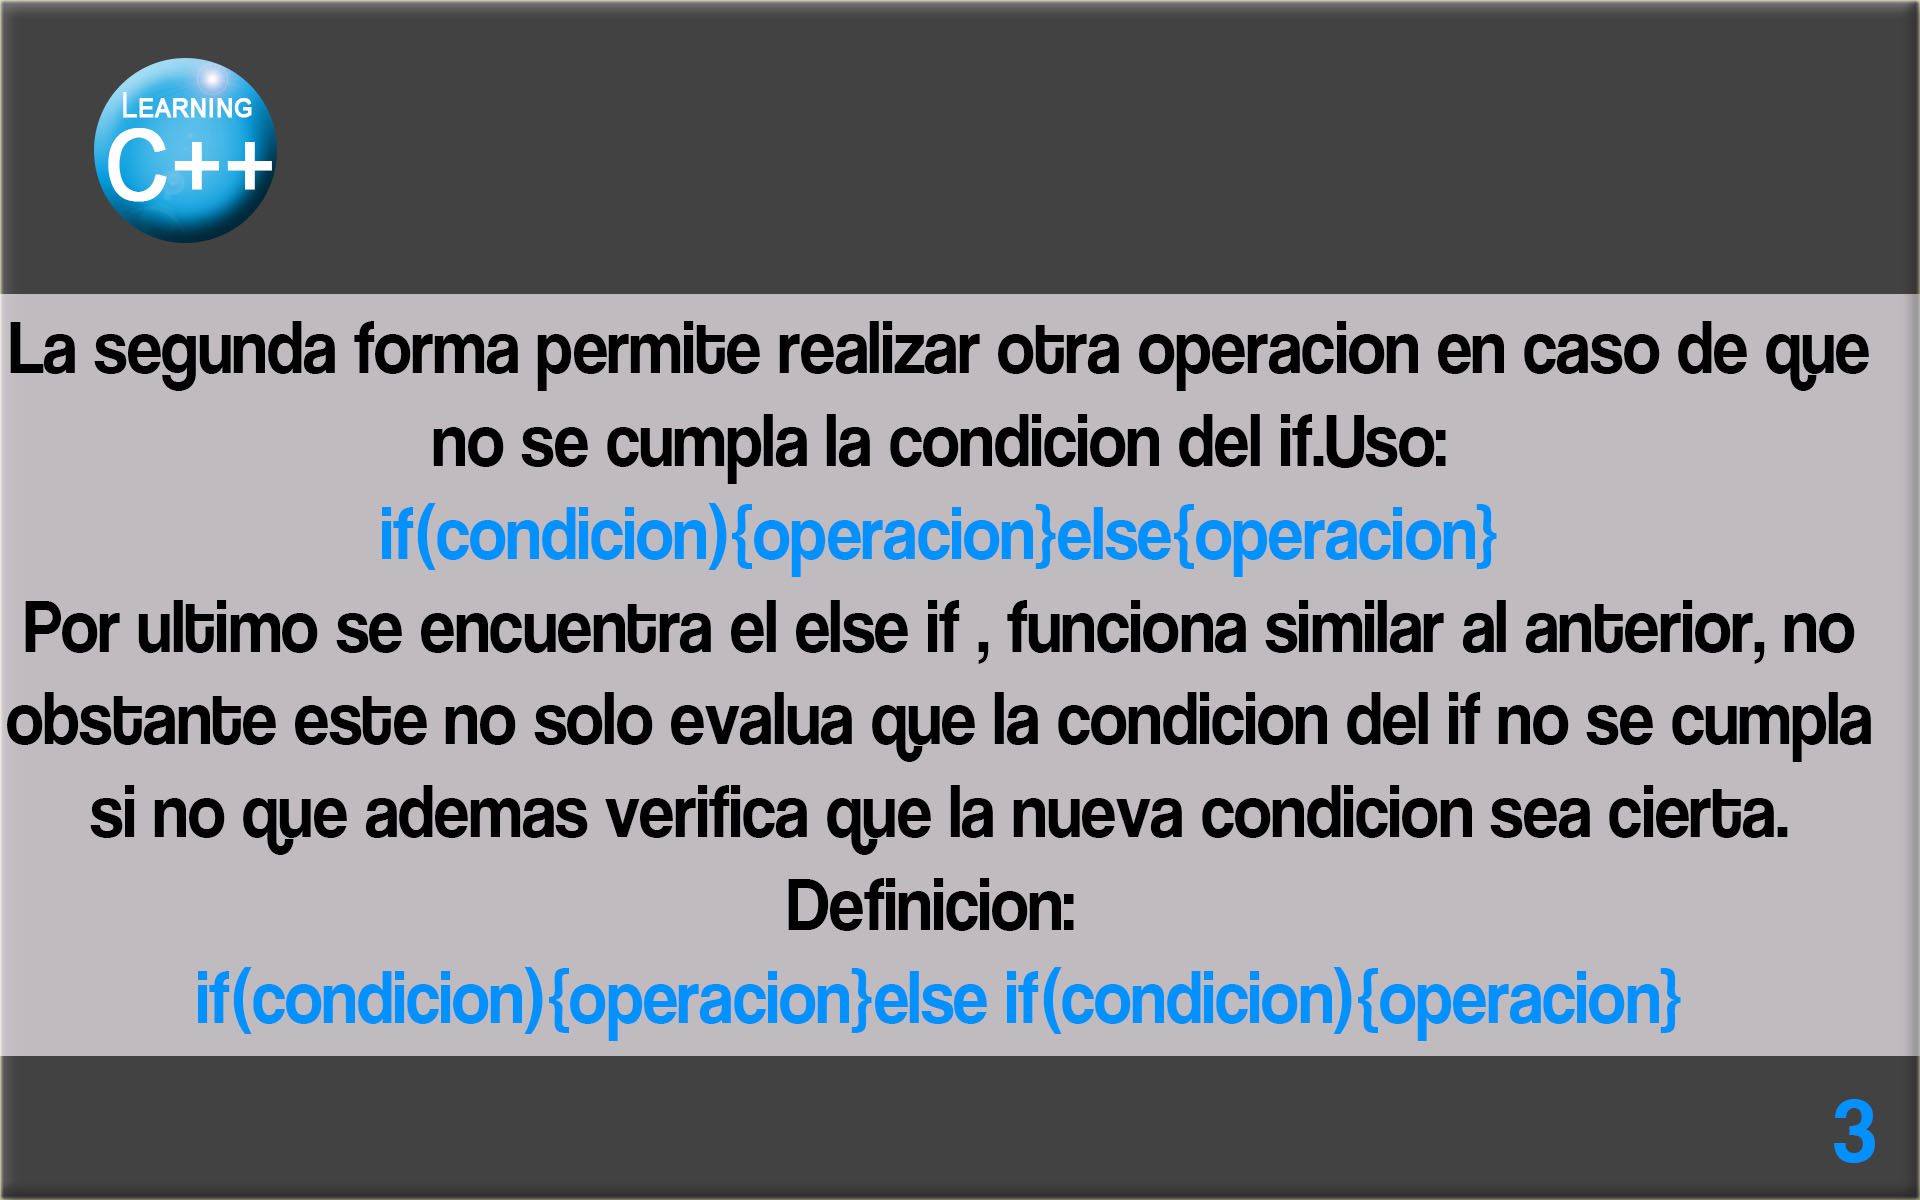 LEARNING
C++
La segunda forma permite realizar otra operacion en caso de que
no se cumpla la condicion del if.Uso:
if(condicion){operacion}else{operacion}
Por ultimo se encuentra el else if , funciona similar al anterior, no
obstante este no solo evalua que la condicion del if no se cumpla
si no que ademas verifica que la nueva condicion sea cierta.
Definicion:
if(condicion){operacion}else if(condicion){operacion}
3